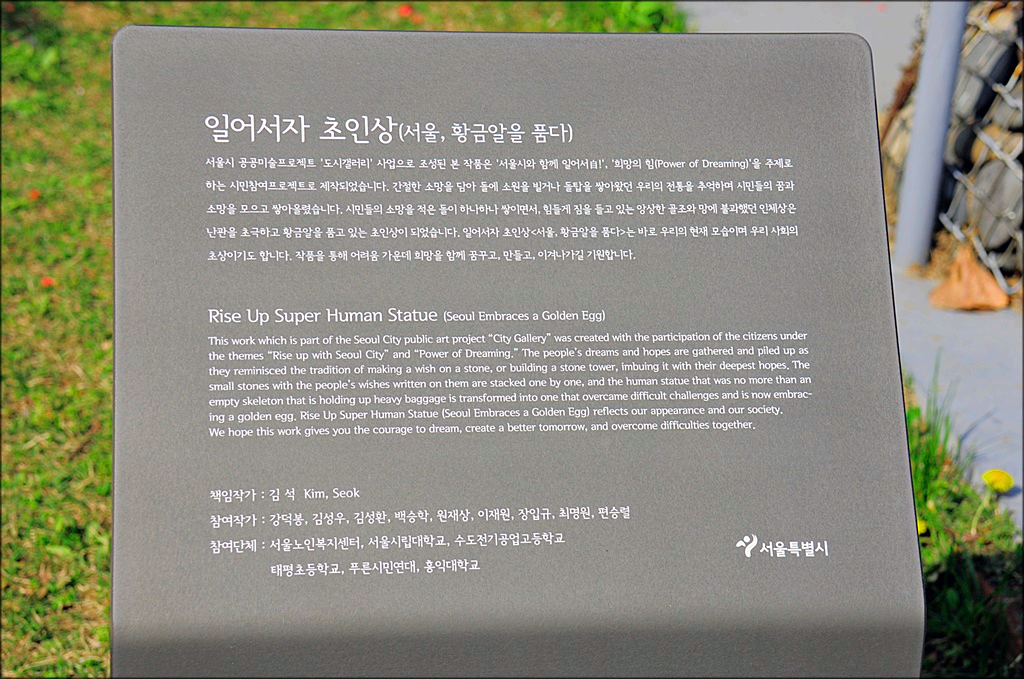 일어서자 초인상(서울, 황금알을 품다)
서울시 공공미술프로젝트 '도시갤러리' 사업으로 조성된 본 작품은 '서울시와 함께 일어서自!', '희망의 힘(Power of Dreaming)'을 주제로
하는 시민참여프로젝트로 제작되었습니다. 간절한 소망을 담아 돌에 소원을 빌거나 돌탑을 쌓아왔던 우리의 전통을 추억하며 시민들의 꿈과
소망을 모으고 쌓아올렸습니다. 시민들의 소망을 적은 돌이 하나하나 쌓이면서, 힘들게 짐을 들고 있는 앙상한 골조와 망에 불과했던 인체상은
난관을 초극하고 황금알을 품고 있는 초인상이 되었습니다. 일어서자 초인상<서울, 황금알을 품다>는 바로 우리의 현재 모습이며 우리 사회의
초상이기도 합니다. 작품을 통해 어려움 가운데 희망을 함께 꿈꾸고, 만들고, 이겨나가길 기원합니다.
Rise Up Super Human Statue (Seoul Embraces a Golden Egg)
This work which is part of the Seoul City public art project “City Gallery” was created with the participation of the citizens under
the themes “Rise up with Seoul City” and “Power of Dreaming.” The people's dreams and hopes are gathered and piled up as
they reminisced the tradition of making a wish on a stone, or building a stone tower, imbuing it with their deepest hopes. The
small stones with the people's wishes written on them are stacked one by one, and the human statue that was no more than an
empty skeleton that is holding up heavy baggage is transformed into one that overcame difficult challenges and is now embrac-
ing a golden egg. Rise Up Super Human Statue (Seoul Embraces a Golden Egg) reflects our appearance and our society.
We hope this work gives you the courage to dream, create a better tomorrow, and overcome difficulties together.
책임작가 : 김 석 Kim, Seok
참여작가 : 강덕봉, 김성우, 김성환, 백승학, 원재상, 이재원, 장입규, 최명원, 편승렬
참여단체 : 서울노인복지센터, 서울시립대학교, 수도전기공업고등학교
태평초등학교, 푸른시민연대, 홍익대학교
서울특별시